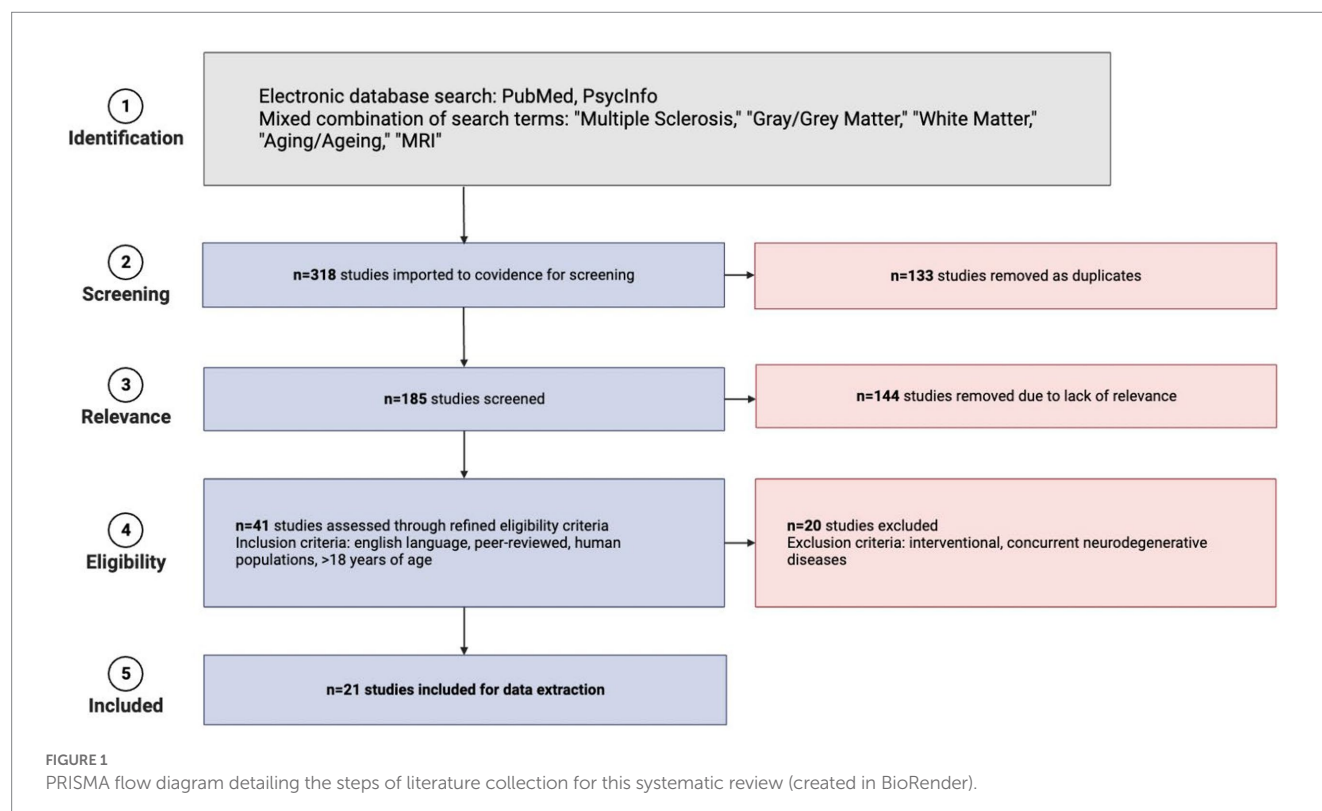 1
Identification
Electronic database search: PubMed, PsycInfo
Mixed combination of search terms: "Multiple Sclerosis," "Gray/Grey Matter," "White Matter,"
"Aging/Ageing," "MRI"
2
Screening
n=318 studies imported to covidence for screening
n=133 studies removed as duplicates
3
Relevance
n=185 studies screened
n=144 studies removed due to lack of relevance
4
Eligibility
n=41 studies assessed through refined eligibility criteria
Inclusion criteria: english language, peer-reviewed, human
populations, >18 years of age
n=20 studies excluded
Exclusion criteria: interventional, concurrent neurodegenerative
diseases
5
Included
n=21 studies included for data extraction
FIGURE 1
PRISMA flow diagram detailing the steps of literature collection for this systematic review (created in BioRender).